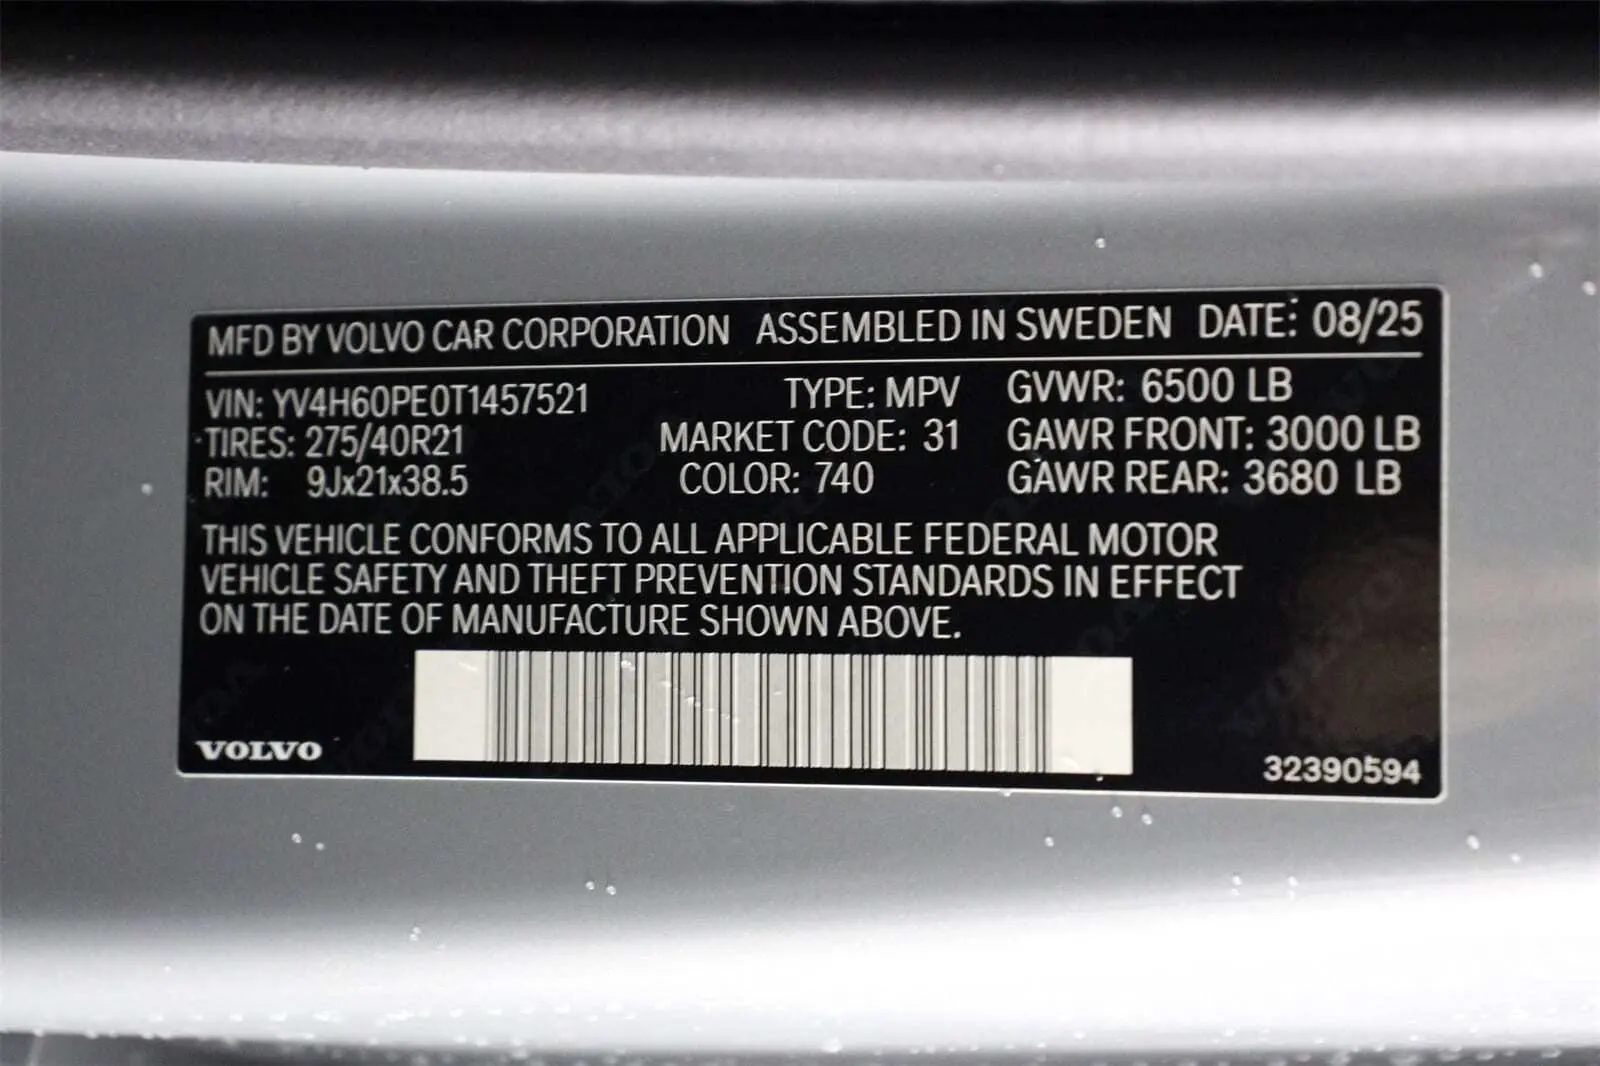 MFD BY VOLVO CAR CORPORATION ASSEMBLED IN SWEDEN DATE: 08/25
VIN: YV4H60PE0T1457521 TYPE: MPV GVWR: 6500 LB
TIRES: 275/40R21 MARKET CODE: 31 GAWR FRONT: 3000 LB
RIM: 9Jx21x38.5 COLOR: 740 GAWR REAR: 3680 LB
THIS VEHICLE CONFORMS TO ALL APPLICABLE FEDERAL MOTOR
VEHICLE SAFETY AND THEFT PREVENTION STANDARDS IN EFFECT
ON THE DATE OF MANUFACTURE SHOWN ABOVE.
VOLVO 32390594